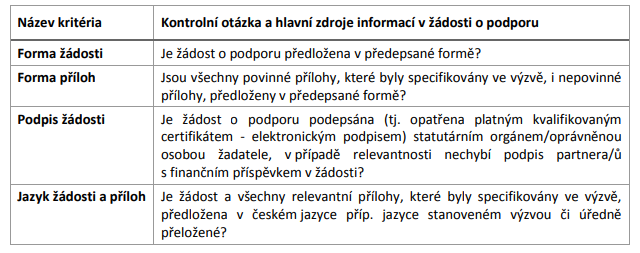 Název kritéria
Kontrolní otázka a hlavní zdroje informací v žádosti o podporu
Forma žádosti
Je žádost o podporu předložena v předepsané formě?
Forma příloh
Jsou všechny povinné přílohy, které byly specifikovány ve výzvě, i nepovinné
přílohy, předloženy v předepsané formě?
Podpis žádosti
Je žádost o podporu podepsána (tj. opatřena platným kvalifikovaným
certifikátem - elektronickým podpisem) statutárním orgánem/oprávněnou
osobou žadatele, v případě relevantnosti nechybí podpis partnera/ů
s finančním příspěvkem v žádosti?
Jazyk žádosti a příloh
Je žádost a všechny relevantní přílohy, které byly specifikovány ve výzvě,
předložena v českém jazyce příp. jazyce stanoveném výzvou či úředně
přeložené?